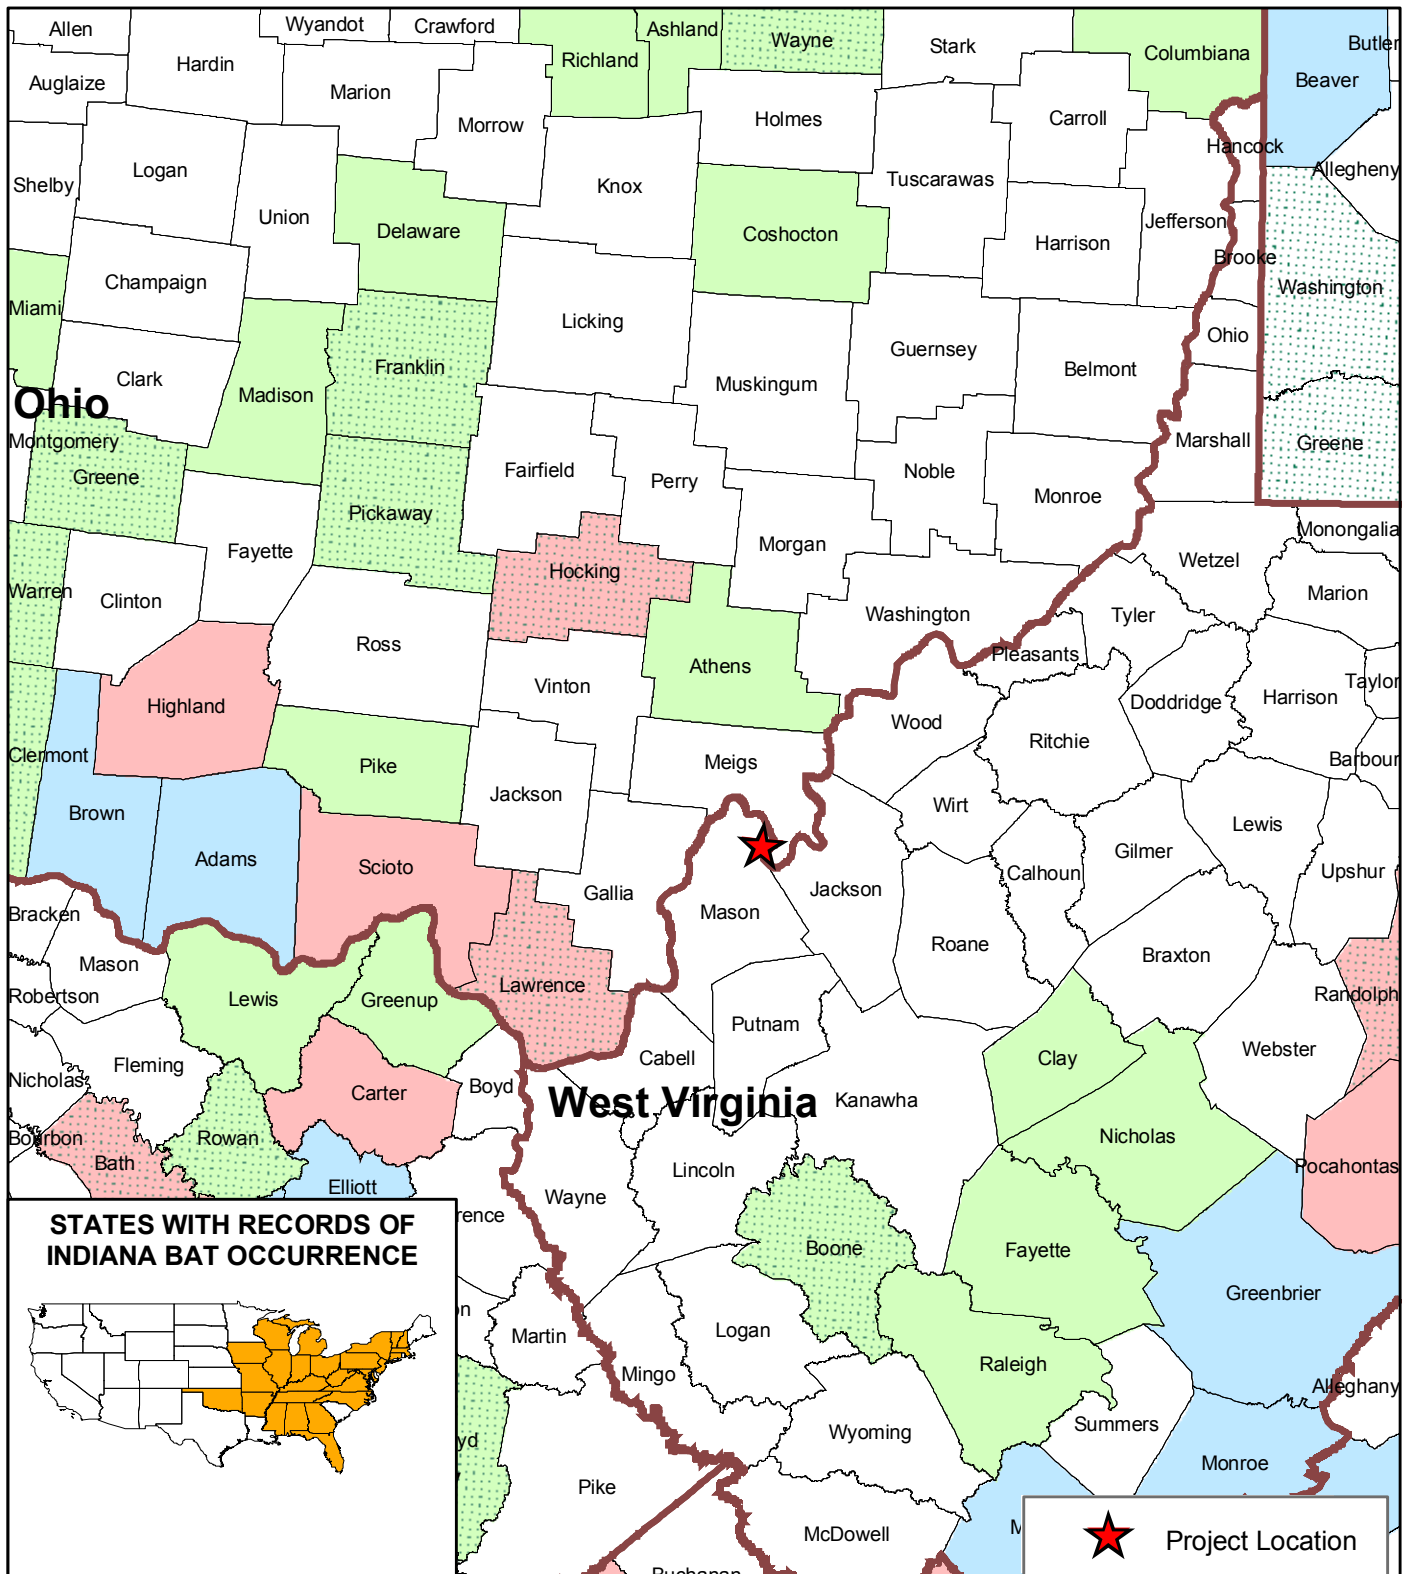 Allen
Wyandot
Crawford
Ashland
Wayne
Stark
Columbiana
Butler
Auglaize
Hardin
Marion
Richland
Beaver
Morrow
Holmes
Carroll
Hancock
Allegheny
Shelby
Logan
Knox
Tuscarawas
Union
Delaware
Coshocton
Harrison
Jefferson
Brooke
Champaign
Washington
Miami
Licking
Guernsey
Ohio
Clark
Franklin
Muskingum
Belmont
Madison
Ohio
Montgomery
Greene
Fairfield
Perry
Noble
Marshall
Greene
Monroe
Pickaway
Fayette
Hocking
Morgan
Wetzel
Monongalia
Warren
Clinton
Washington
Tyler
Marion
Ross
Athens
Pleasants
Vinton
Taylor
Highland
Wood
Doddridge
Harrison
Ritchie
Clermont
Pike
Meigs
Barbour
Jackson
Wirt
Brown
Adams
Scioto
Lewis
Gilmer
Gallia
Jackson
Calhoun
Upshur
Bracken
Mason
Roane
Braxton
Mason
Lawrence
Robertson
Lewis
Greenup
Randolph
Putnam
Fleming
Cabell
Clay
Webster
Nicholas
Carter
Boyd
West Virginia
Kanawha
Bourbon
Rowan
Nicholas
Bath
Lincoln
Pocahontas
Elliott
Wayne
rence
Boone
Fayette
Greenbrier
on
Martin
Logan
Mingo
Raleigh
Alleghany
Summers
Wyoming
yd
Monroe
Pike
M
McDowell
Buchanan
STATES WITH RECORDS OF
INDIANA BAT OCCURRENCE
Project Location